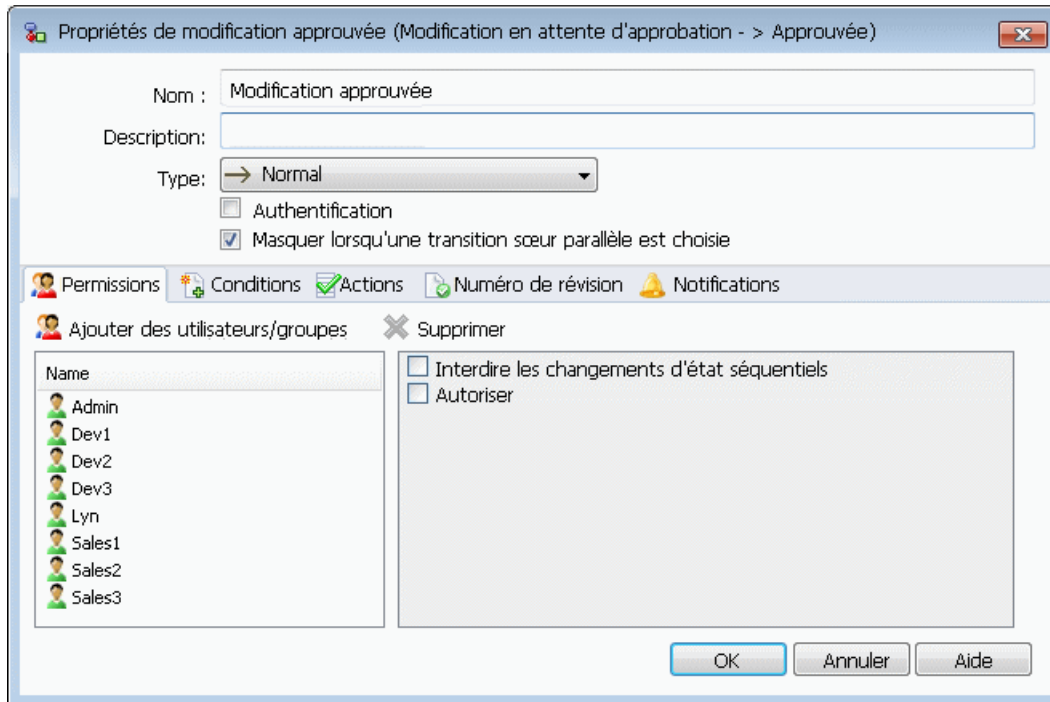 Propriétés de modification approuvée (Modification en attente d'approbation - > Approuvée)
Nom : Modification approuvée
Description:
Type: Normal
Authentification
Masquer lorsqu'une transition sœur parallèle est choisie
Permissions Conditions Actions Numéro de révision Notifications
Ajouter des utilisateurs/groupes Supprimer
Name
Admin
Dev1
Dev2
Dev3
Lyn
Sales1
Sales2
Sales3
Interdire les changements d'état séquentiels
Autoriser
OK Annuler Aide